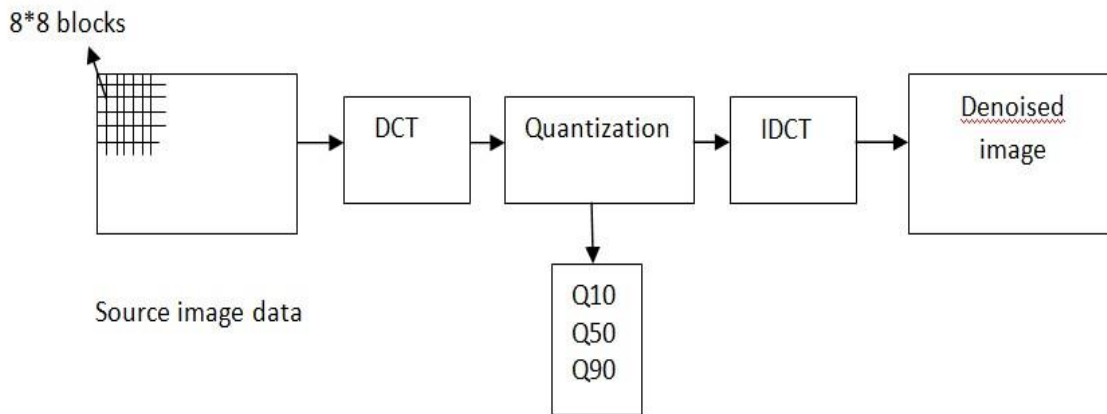 8*8 blocks
DCT
Quantization
IDCT
Denoised
image
Source image data
Q10
Q50
Q90